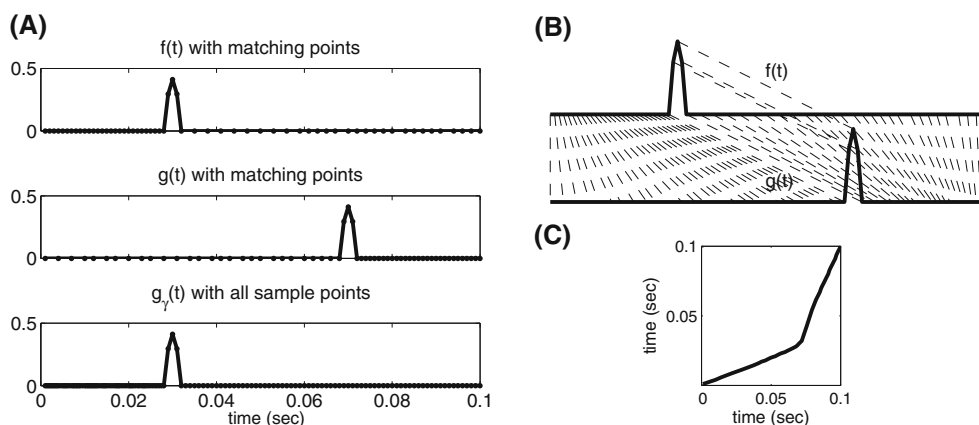 (A)
f(t) with matching points
0.5
0
g(t) with matching points
0.5
0
gγ(t) with all sample points
0.5
0
0 0.02 0.04 0.06 0.08 0.1
time (sec)
(B)
f(t)
g(t)
(C)
0.1
0.05
time (sec)
0 0.05 0.1
time (sec)